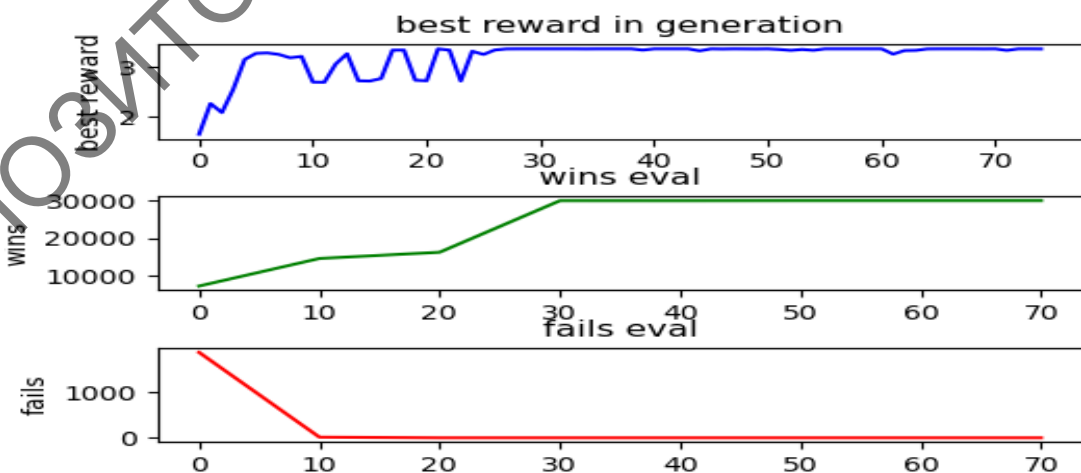 best reward in generation
best reward
3
2
0 10 20 30 40 50 60 70
wins eval
wins
30000
20000
10000
0 10 20 30 40 50 60 70
fails eval
fails
1000
0
0 10 20 30 40 50 60 70
ОЗИТО